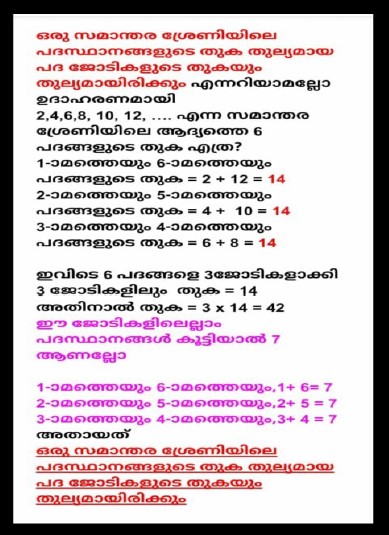 ഒരു സമാന്തര ശ്രേണിയിലെ
പദസ്ഥാനങ്ങളുടെ തുക തുല്യമായ
പദ ജോടികളുടെ തുകയും
തുല്യമായിരിക്കും എന്നറിയാമല്ലോ
ഉദാഹരണമായി
2,4,6,8, 10, 12, .... എന്ന സമാന്തര
ശ്രേണിയിലെ ആദ്യത്തെ 6
പദങ്ങളുടെ തുക എത്ര?
1-ാമത്തെയും 6-ാമത്തെയും
പദങ്ങളുടെ തുക = 2 + 12 = 14
2-ാമത്തെയും 5-ാമത്തെയും
പദങ്ങളുടെ തുക = 4 + 10 = 14
3-ാമത്തെയും 4-ാമത്തെയും
പദങ്ങളുടെ തുക = 6 + 8 = 14
ഇവിടെ 6 പദങ്ങളെ 3ജോടികളാക്കി
3 ജോടികളിലും തുക = 14
അതിനാൽ തുക = 3 x 14 = 42
ഈ ജോടികളിലെല്ലാം
പദസ്ഥാനങ്ങൾ കൂട്ടിയാൽ 7
ആണല്ലോ
1-ാമത്തെയും 6-ാമത്തെയും,1+ 6= 7
2-ാമത്തെയും 5-ാമത്തെയും,2+ 5 = 7
3-ാമത്തെയും 4-ാമത്തെയും,3+ 4 = 7
അതായത്
ഒരു സമാന്തര ശ്രേണിയിലെ
പദസ്ഥാനങ്ങളുടെ തുക തുല്യമായ
പദ ജോടികളുടെ തുകയും
തുല്യമായിരിക്കും